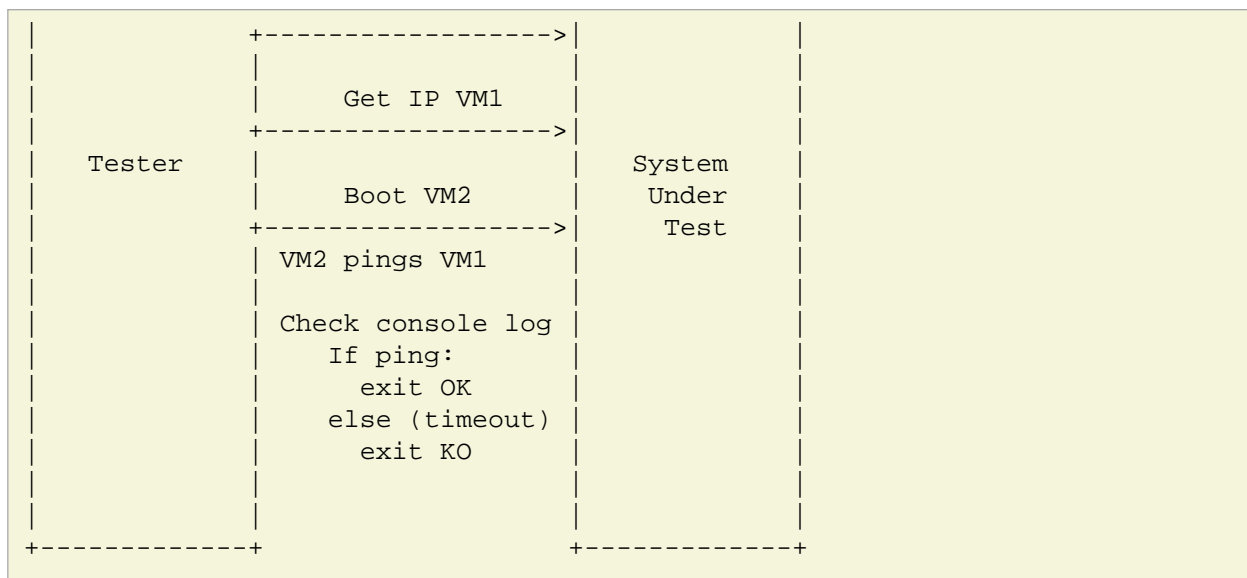 |             +------------------>|             |
|             |                   |             |
|             |     Get IP VM1    |             |
|             +------------------>|             |
|   Tester    |                   |   System    |
|             |     Boot VM2      |    Under    |
|             +------------------>|     Test    |
|             | VM2 pings VM1     |             |
|             |                   |             |
|             | Check console log |             |
|             |    If ping:       |             |
|             |      exit OK      |             |
|             |    else (timeout) |             |
|             |      exit KO      |             |
|             |                   |             |
|             |                   |             |
+-------------+                   +-------------+